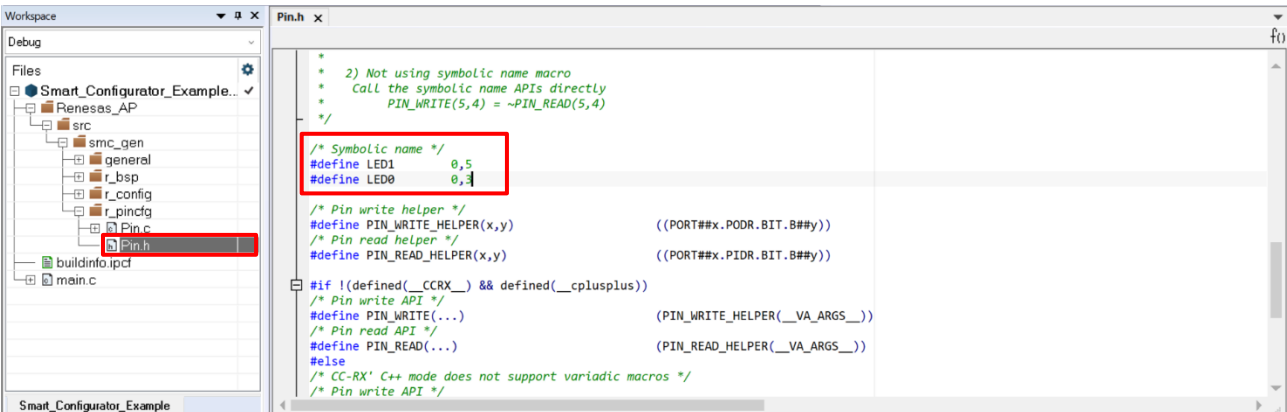 Workspace
Debug
Files
Smart_Configurator_Example...
Renesas_AP
src
smc_gen
general
r_bsp
r_config
r_pincfg
Pin.c
Pin.h
buildinfo.ipcf
main.c
Smart_Configurator_Example
Pin.h
f()
*
*    2) Not using symbolic name macro
*     Call the symbolic name APIs directly
*          PIN_WRITE(5,4) = ~PIN_READ(5,4)
*/
/* Symbolic name */
#define LED1        0,5
#define LED0        0,3
/* Pin write helper */
#define PIN_WRITE_HELPER(x,y)                    ((PORT##x.PODR.BIT.B##y))
/* Pin read helper */
#define PIN_READ_HELPER(x,y)                     ((PORT##x.PIDR.BIT.B##y))
#if !(defined(__CCRX__) && defined(__cplusplus))
/* Pin write API */
#define PIN_WRITE(...)                           (PIN_WRITE_HELPER(__VA_ARGS__))
/* Pin read API */
#define PIN_READ(...)                            (PIN_READ_HELPER(__VA_ARGS__))
#else
/* CC-RX' C++ mode does not support variadic macros */
/* Pin write API */